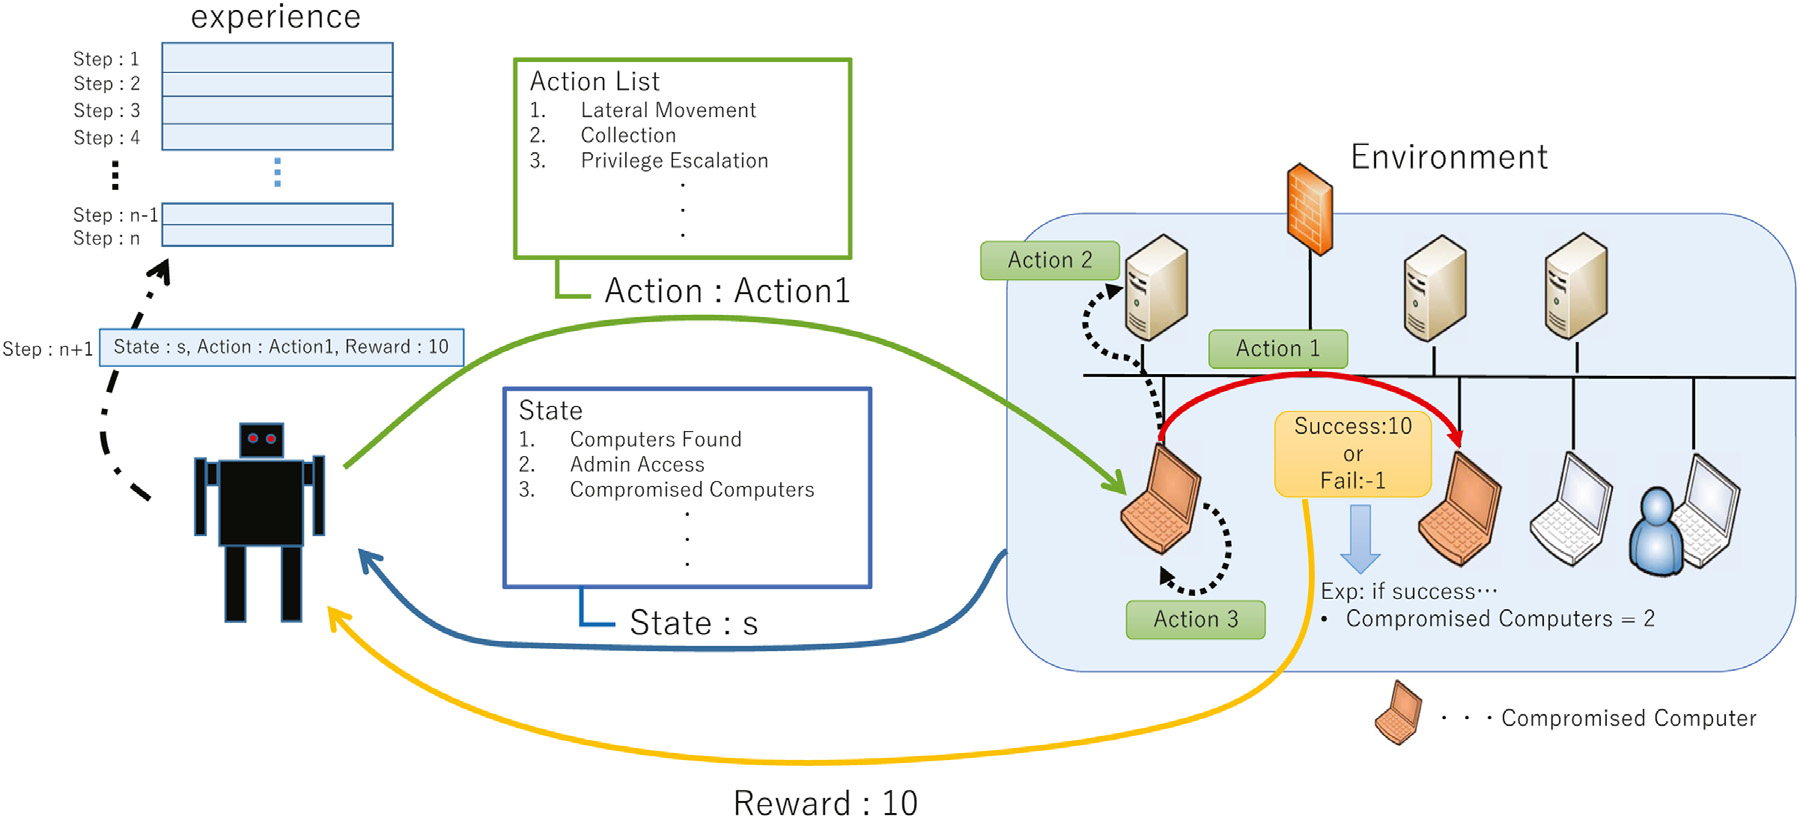 experience
Step : 1
Step : 2
Step : 3
Step : 4
Step : n-1
Step : n
Step : n+1
State : s, Action : Action1, Reward : 10
Action List
1. Lateral Movement
2. Collection
3. Privilege Escalation
Action : Action1
State
1. Computers Found
2. Admin Access
3. Compromised Computers
State : s
Reward : 10
Environment
Action 2
Action 1
Success:10
or
Fail:-1
Exp: if success…
• Compromised Computers = 2
Action 3
・・・Compromised Computer